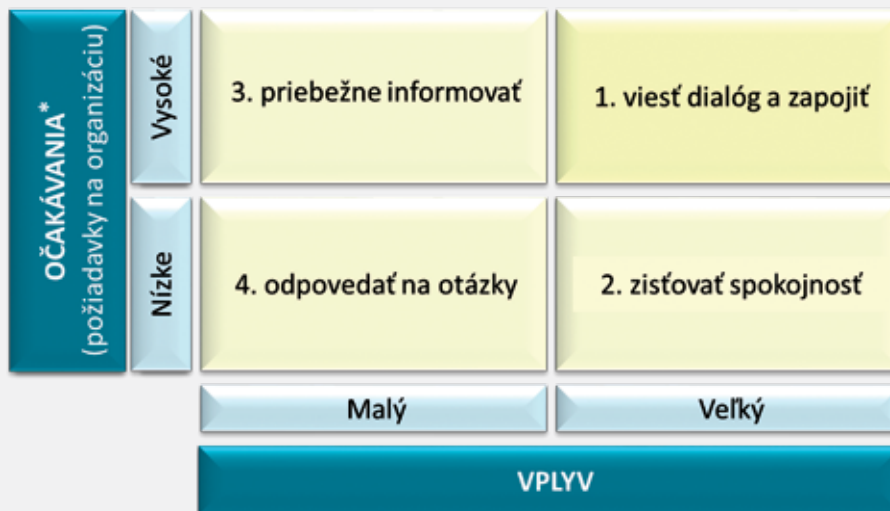 OČAKÁVANIA*
(požiadavky na organizáciu)
Vysoké
3. priebežne informovať
1. viesť dialóg a zapojiť
Nízke
4. odpovedať na otázky
2. zisťovať spokojnosť
Malý
Veľký
VPLYV